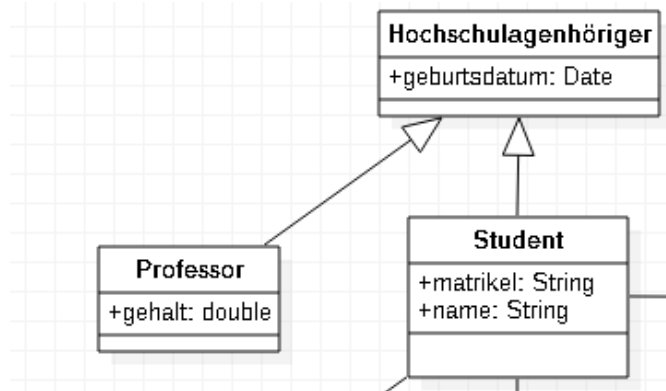 Hochschulagenhöriger
+geburtsdatum: Date
Professor
+gehalt: double
Student
+matrikel: String
+name: String